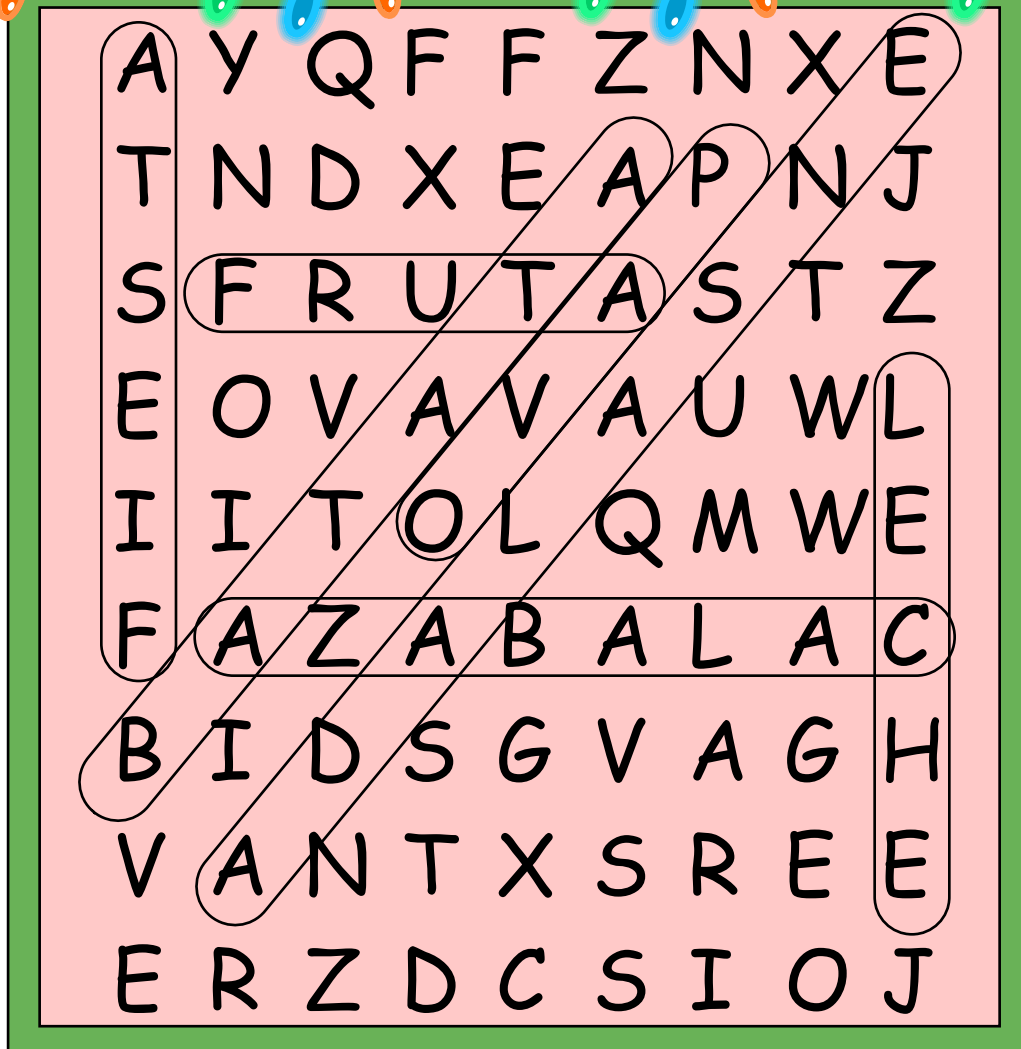 A Y Q F F Z N X E
T N D X E A P N J
S F R U T A S T Z
E O V A V A U W L
I I T O L Q M W E
F A Z A B A L A C
B I D S G V A G H
V A N T X S R E E
E R Z D C S I O J